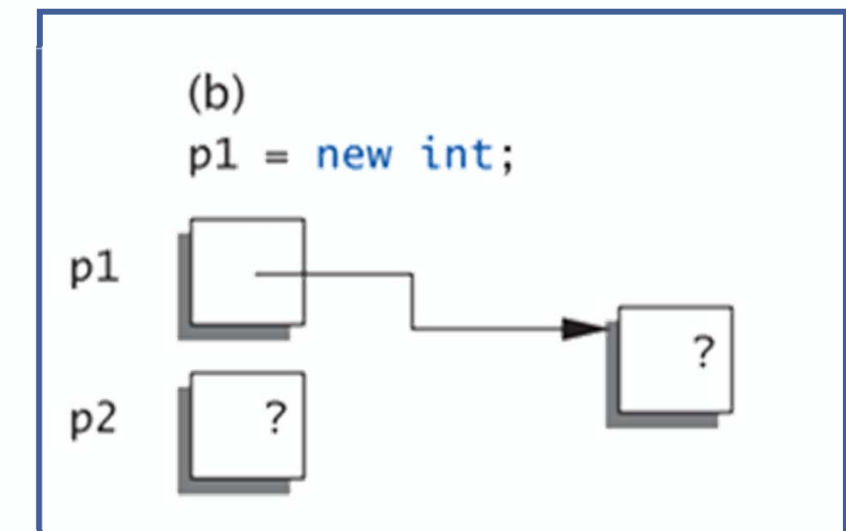 (b)
p1 = new int;
p1
?
p2 ?